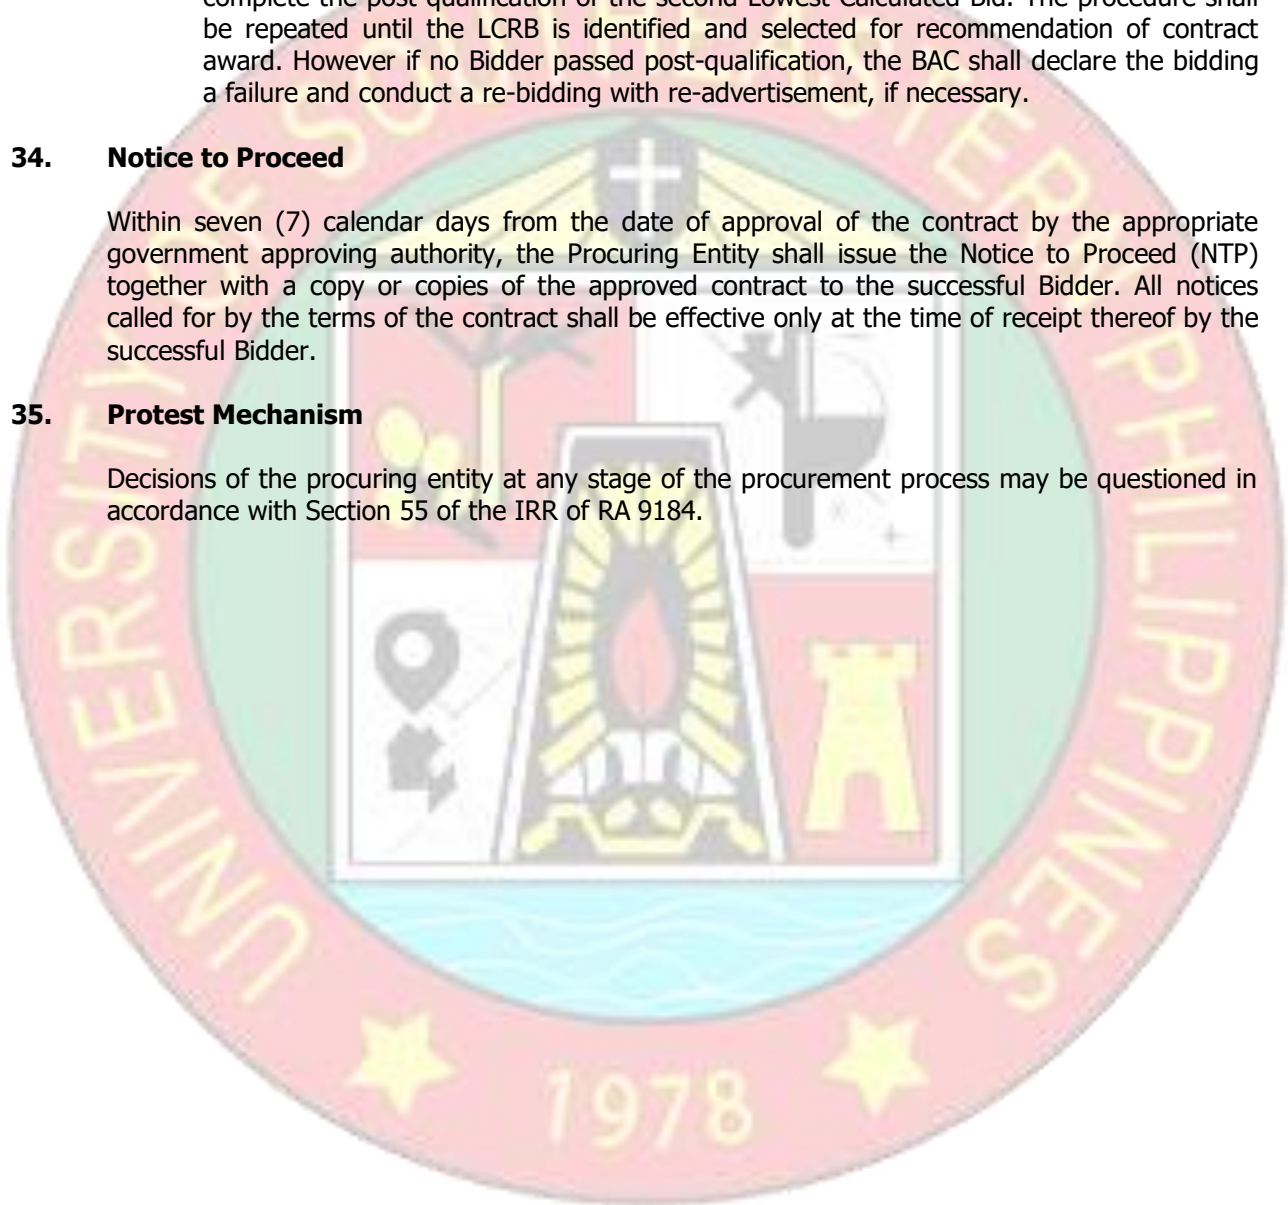 complete the post-qualification of the second Lowest Calculated Bid. The procedure shall
be repeated until the LCRB is identified and selected for recommendation of contract
award. However if no Bidder passed post-qualification, the BAC shall declare the bidding
a failure and conduct a re-bidding with re-advertisement, if necessary.
34. Notice to Proceed
Within seven (7) calendar days from the date of approval of the contract by the appropriate
government approving authority, the Procuring Entity shall issue the Notice to Proceed (NTP)
together with a copy or copies of the approved contract to the successful Bidder. All notices
called for by the terms of the contract shall be effective only at the time of receipt thereof by the
successful Bidder.
35. Protest Mechanism
Decisions of the procuring entity at any stage of the procurement process may be questioned in
accordance with Section 55 of the IRR of RA 9184.
UNIVERSITY OF SOUTHEASTERN PHILIPPINES
1978